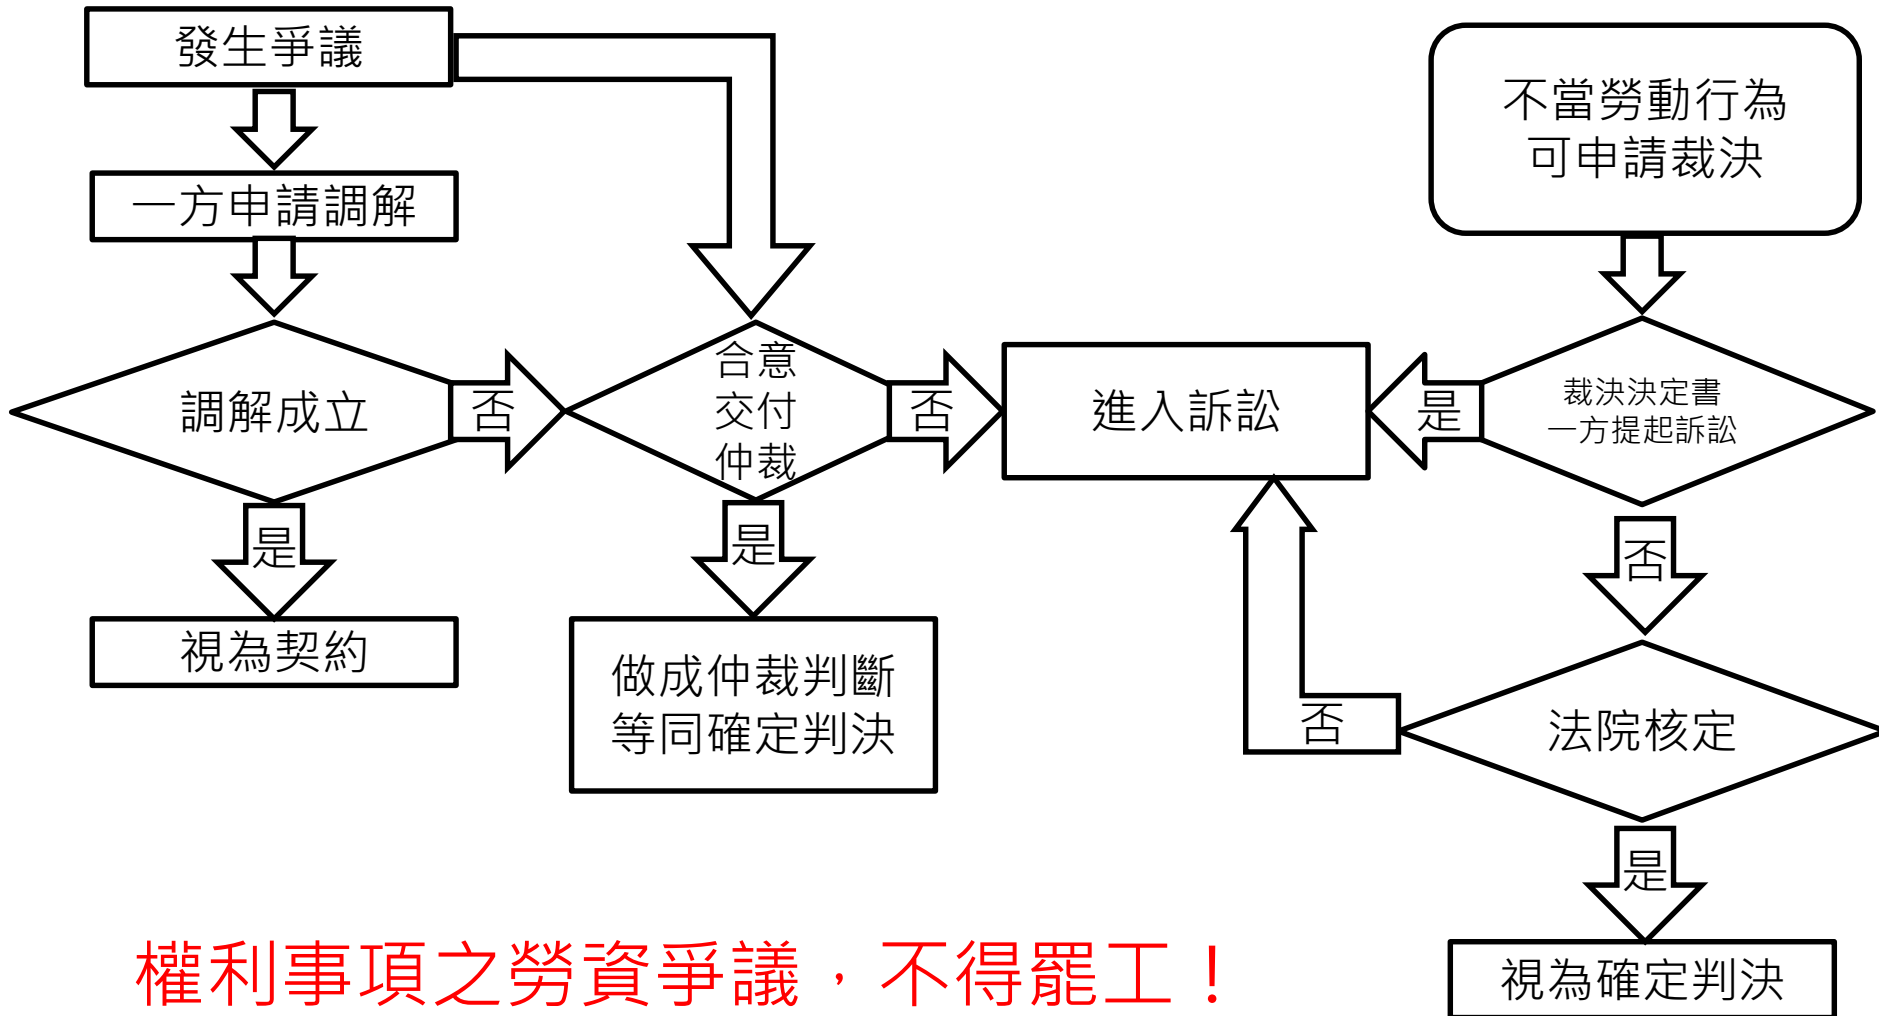 發生爭議
一方申請調解
調解成立
否
是
視為契約
合意
交付
仲裁
否
是
做成仲裁判斷
等同確定判決
進入訴訟
不當勞動行為
可申請裁決
裁決決定書
一方提起訴訟
是
否
法院核定
否
是
視為確定判決
權利事項之勞資爭議，不得罷工！